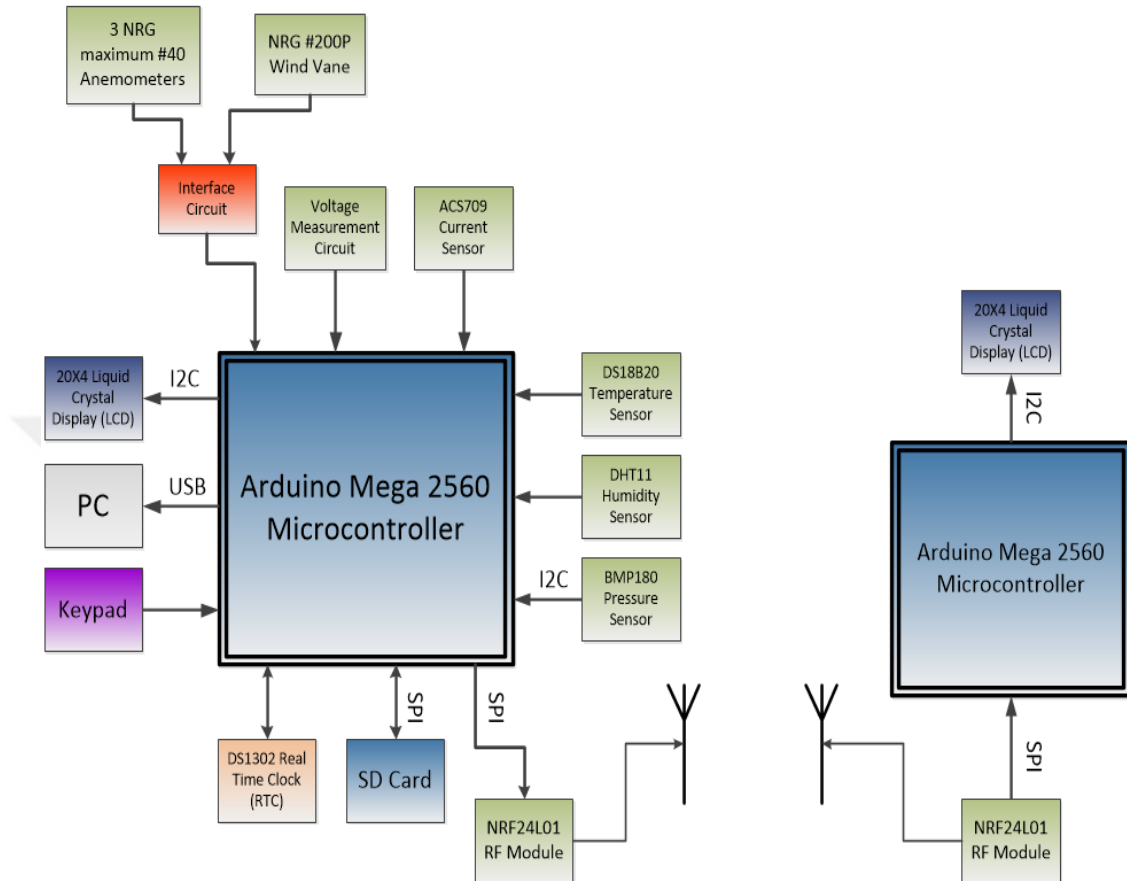 3 NRG
maximum #40
Anemometers
NRG #200P
Wind Vane
Interface
Circuit
Voltage
Measurement
Circuit
ACS709
Current
Sensor
20X4 Liquid
Crystal
Display (LCD)
I2C
PC
USB
Keypad
Arduino Mega 2560
Microcontroller
DS18B20
Temperature
Sensor
DHT11
Humidity
Sensor
I2C
BMP180
Pressure
Sensor
DS1302 Real
Time Clock
(RTC)
SPI
SD Card
SPI
NRF24L01
RF Module
20X4 Liquid
Crystal
Display (LCD)
I2C
Arduino Mega 2560
Microcontroller
SPI
NRF24L01
RF Module